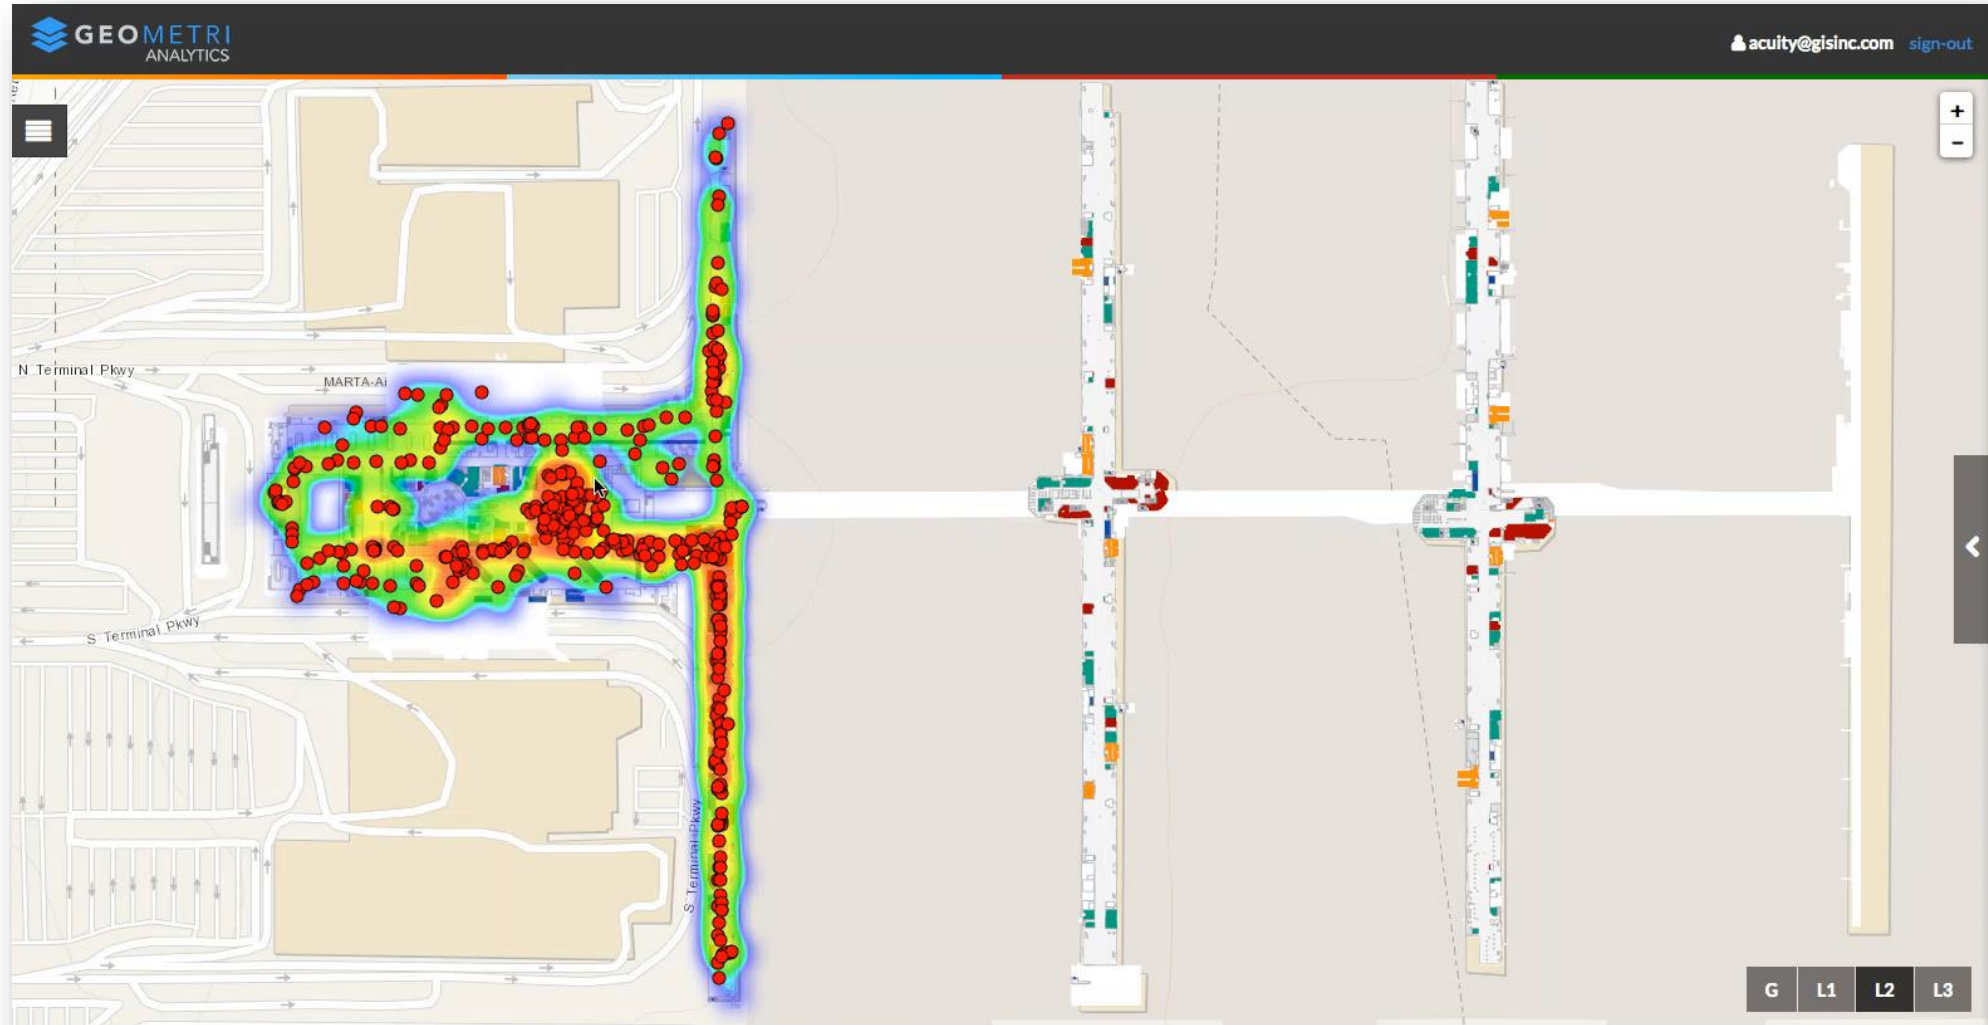 GEOMETRI
ANALYTICS
acuity@gisinc.com sign-out
+
−
N Terminal Pkwy
MARTA-Ai
S Terminal Pkwy
S Terminal Pkwy
G L1 L2 L3